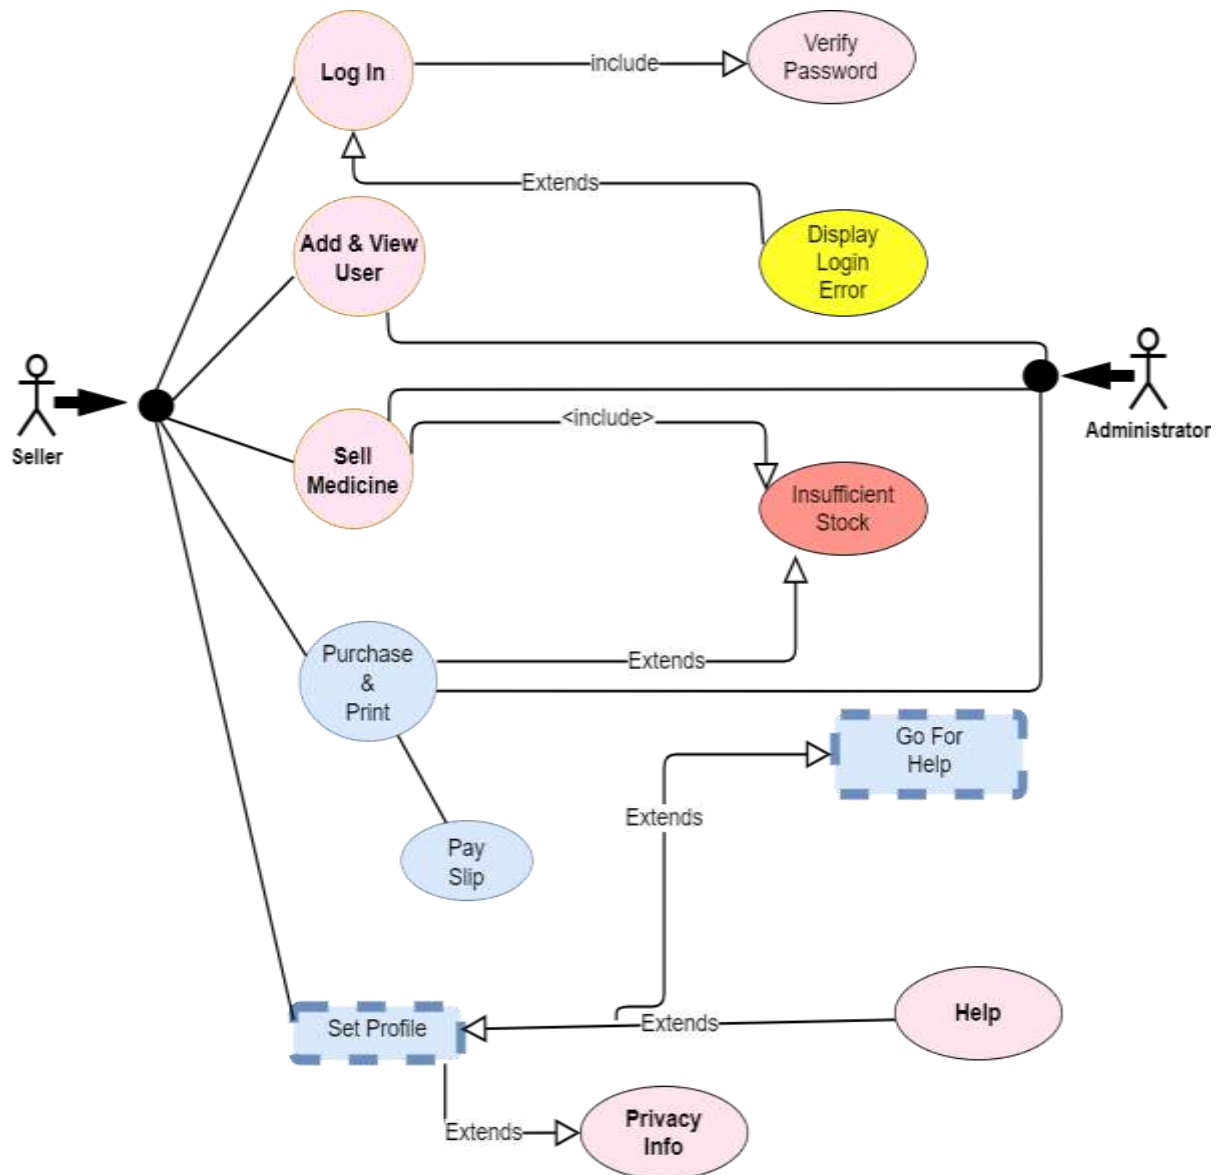 Log In
include
Verify
Password
Extends
Add & View
User
Display
Login
Error
Seller
Administrator
<include>
Sell
Medicine
Insufficient
Stock
Purchase
&
Print
Extends
Go For
Help
Extends
Pay
Slip
Set Profile
Extends
Help
Extends
Privacy
Info